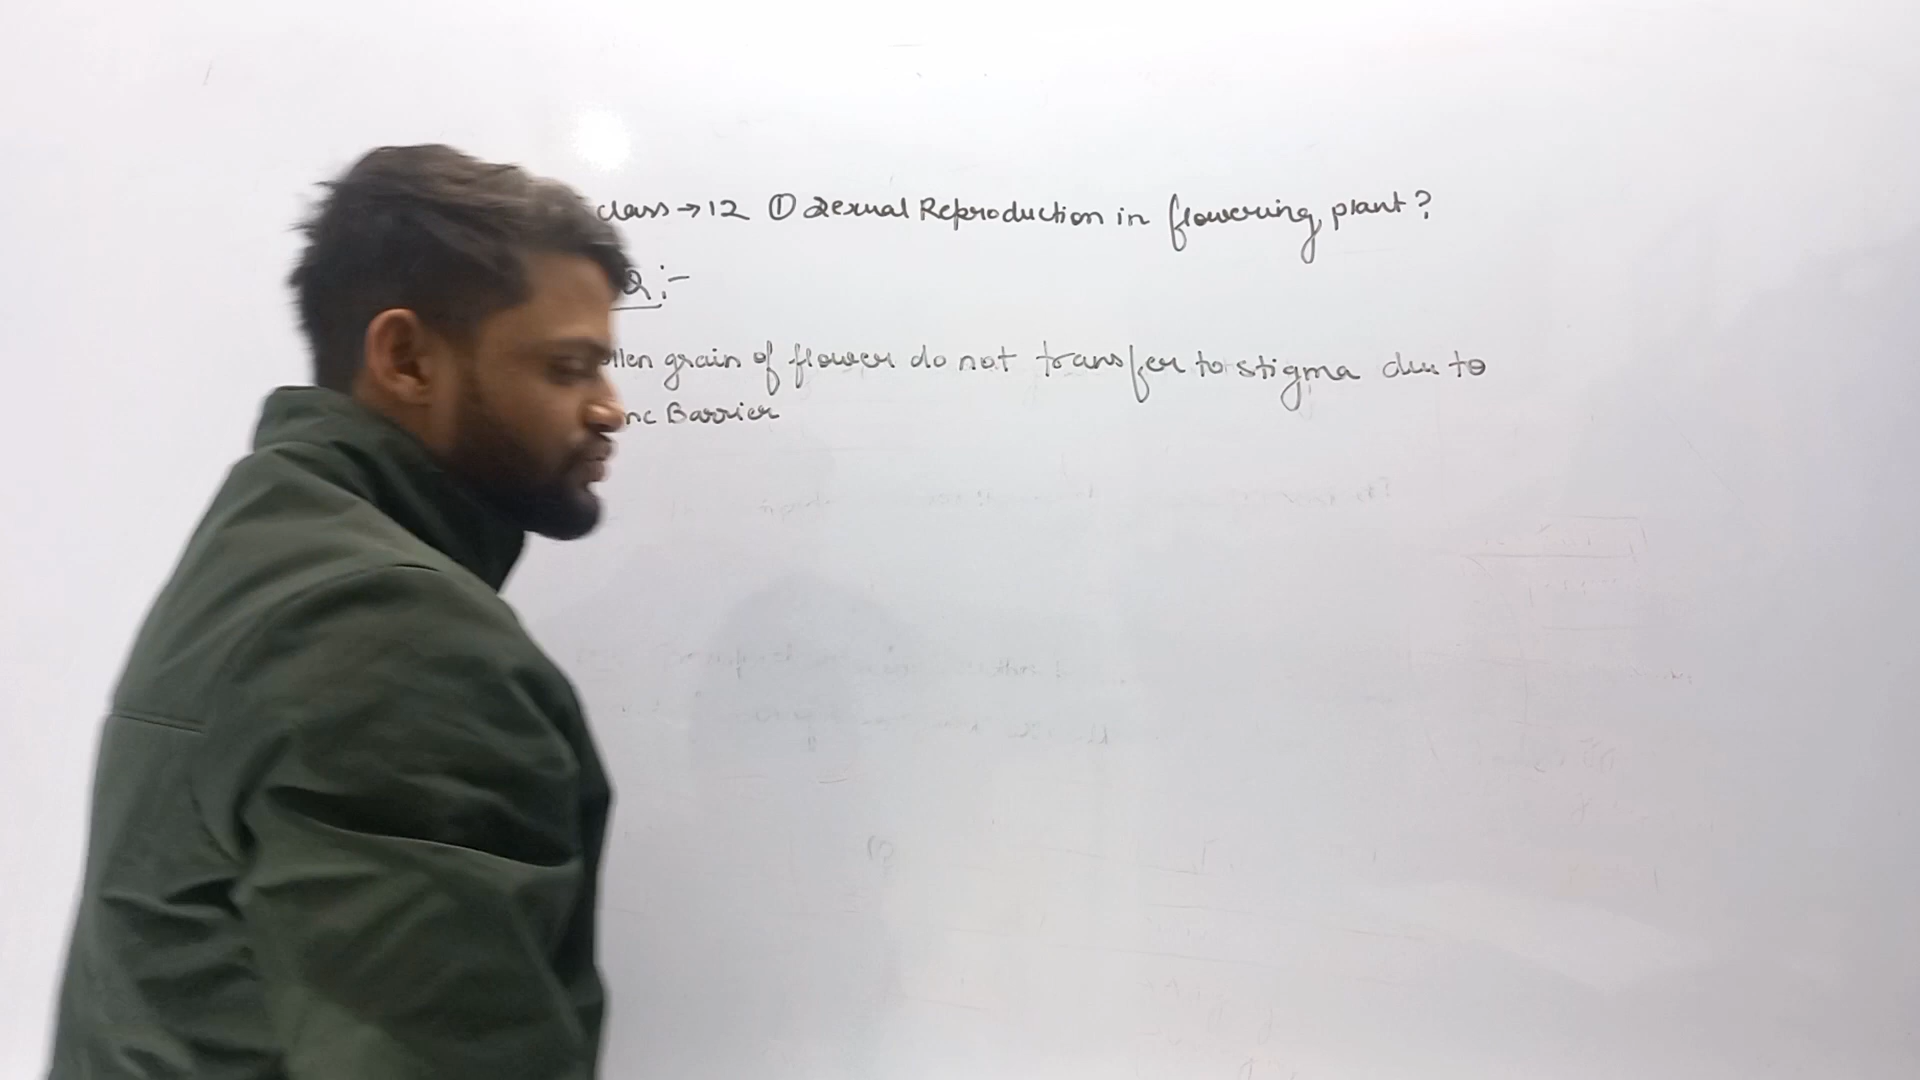 class → 12 ① Sexual Reproduction in flowering plant?
Q :-
llen grain of flower do not transfer to stigma due to
nc Barrier